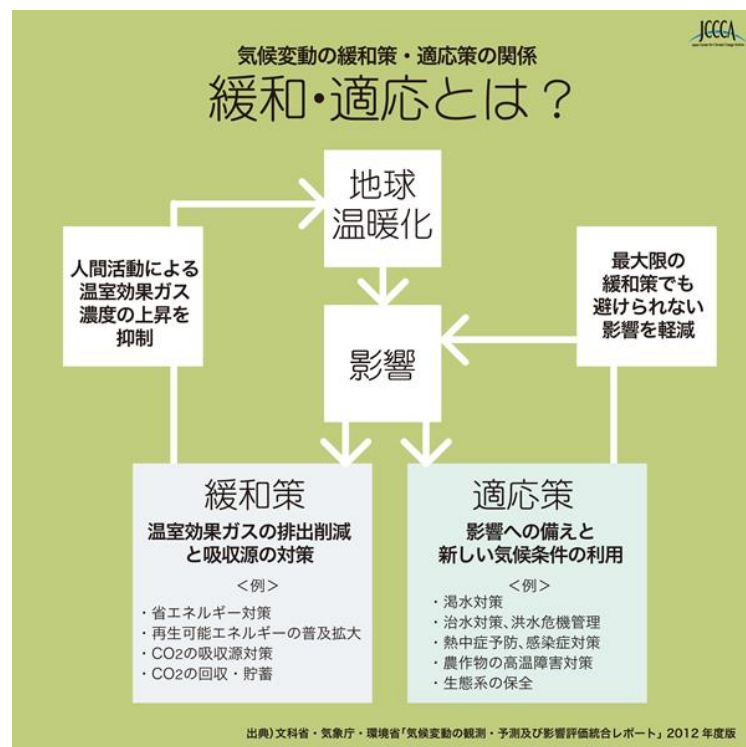 JCCCA
Japan Center for Climate Change Actions
気候変動の緩和策・適応策の関係
緩和・適応とは？
地球
温暖化
人間活動による
温室効果ガス
濃度の上昇を
抑制
最大限の
緩和策でも
避けられない
影響を軽減
影響
緩和策
温室効果ガスの排出削減
と吸収源の対策
＜例＞
・省エネルギー対策
・再生可能エネルギーの普及拡大
・CO2の吸収源対策
・CO2の回収・貯蓄
適応策
影響への備えと
新しい気候条件の利用
＜例＞
・渇水対策
・治水対策、洪水危機管理
・熱中症予防、感染症対策
・農作物の高温障害対策
・生態系の保全
出典）文科省・気象庁・環境省「気候変動の観測・予測及び影響評価統合レポート」2012年度版